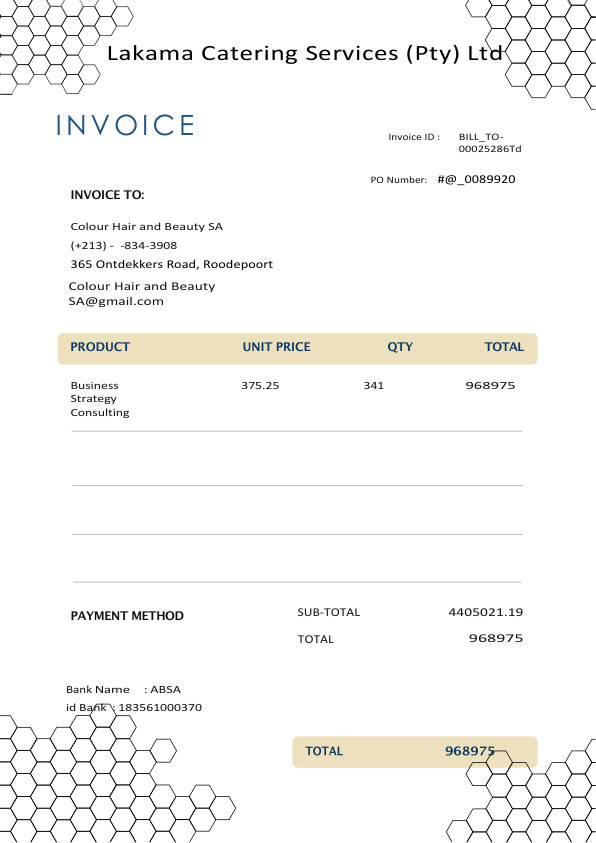 Lakama Catering Services (Pty) Ltd
INVOICE
Invoice ID : BILL_TO-
00025286Td
PO Number: #@_0089920
INVOICE TO:
Colour Hair and Beauty SA
(+213) - -834-3908
365 Ontdekkers Road, Roodepoort
Colour Hair and Beauty
SA@gmail.com
PRODUCT UNIT PRICE QTY TOTAL
Business 375.25 341 968975
Strategy
Consulting
PAYMENT METHOD SUB-TOTAL 4405021.19
TOTAL 968975
Bank Name : ABSA
id Bank : 183561000370
TOTAL 968975